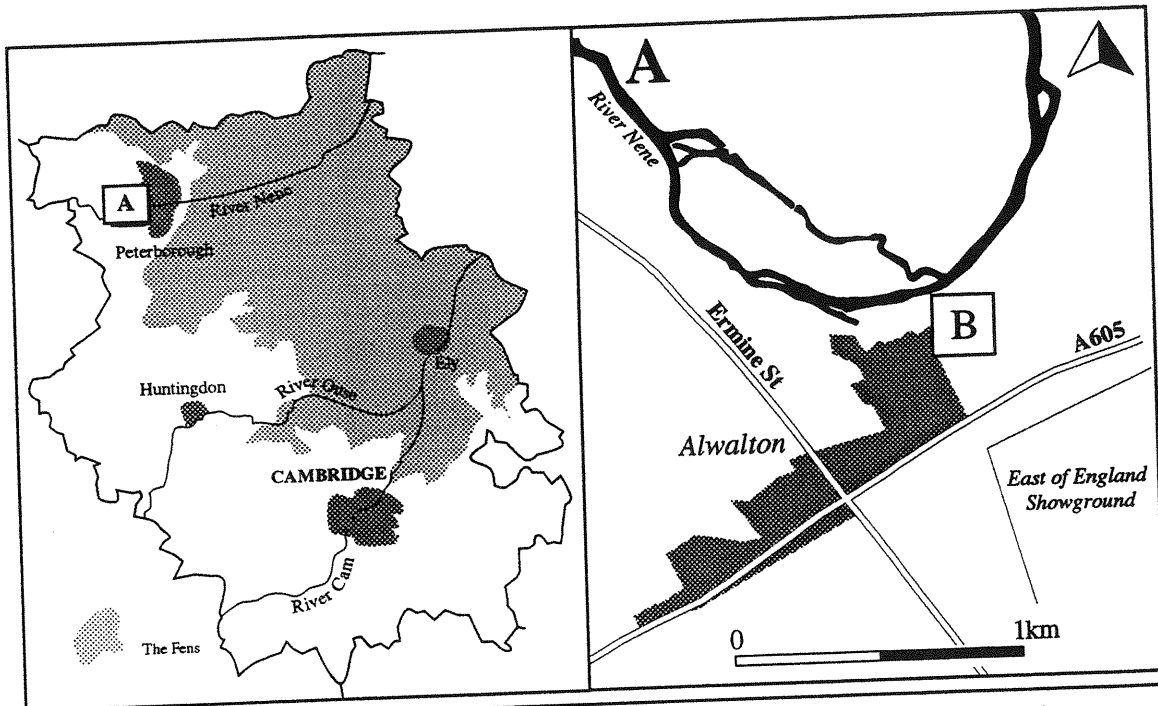 A
Peterborough
River Nene
Ely
Huntingdon
River Ouse
CAMBRIDGE
River Cam
The Fens
A
River Nene
B
Ermine St
A605
Alwalton
East of England
Showground
0
1km